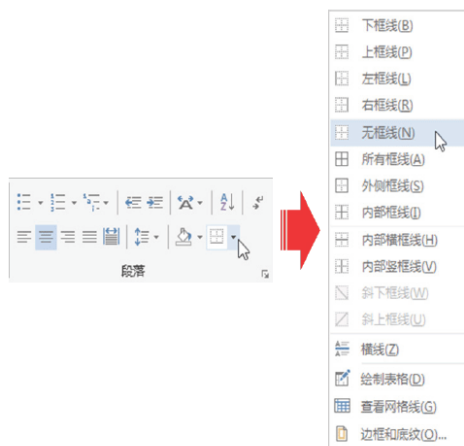 段落
下框线(B)
上框线(P)
左框线(L)
右框线(R)
无框线(N)
所有框线(A)
外侧框线(S)
内部框线(I)
内部横框线(H)
内部竖框线(V)
斜下框线(W)
斜上框线(U)
横线(Z)
绘制表格(D)
查看网格线(G)
边框和底纹(O)...